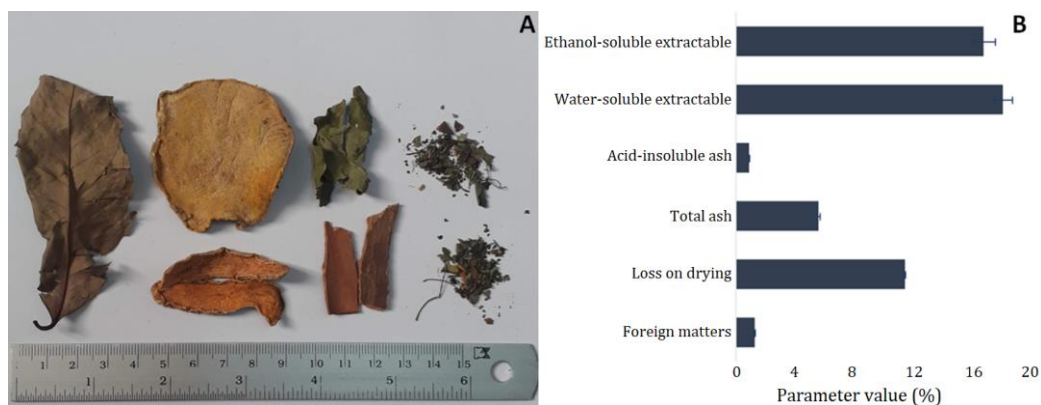 A
1 2 3 4 5 6 7 8 9 10 11 12 13 14 15
1 2 3 4 5 6
B
Ethanol-soluble extractable
Water-soluble extractable
Acid-insoluble ash
Total ash
Loss on drying
Foreign matters
0 4 8 12 16 20
Parameter value (%)